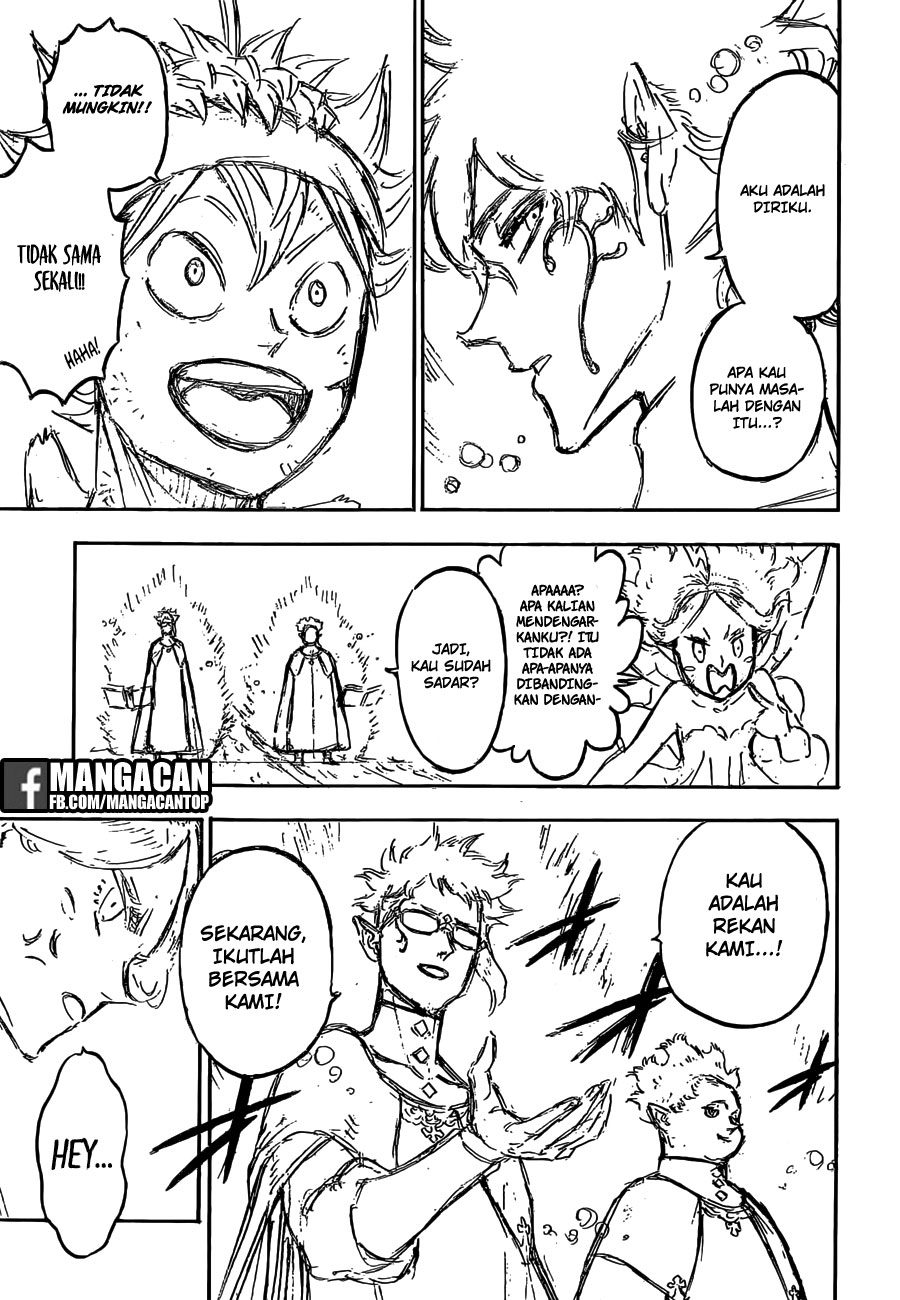 AKU ADALAH
DIRIKU.
APA KAU
PUNYA MASA-
LAH DENGAN
ITU...?
... TIDAK
MUNGKIN!!
TIDAK SAMA
SEKALI!!!
HAHA!
APAAAA?
APA KALIAN
MENDENGAR-
KANKU?! ITU
TIDAK ADA
APA-APANYA
DIBANDING-
KAN DENGAN-
JADI,
KAU SUDAH
SADAR?
MANGACAN
FB.COM/MANGACANTOP
KAU
ADALAH
REKAN
KAMI...!
SEKARANG,
IKUTLAH
BERSAMA
KAMI!
HEY...